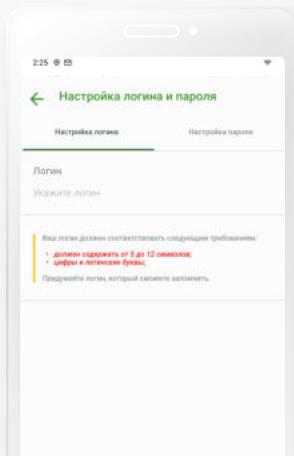 2:25
Настройка логина и пароля
Настройка логина
Настройка пароля
Логин
Укажите логин
Ваш логин должен соответствовать следующим требованиям:
• должен содержать от 5 до 12 символов;
• цифры и латинские буквы;
Придумайте логин, который сможете запомнить.